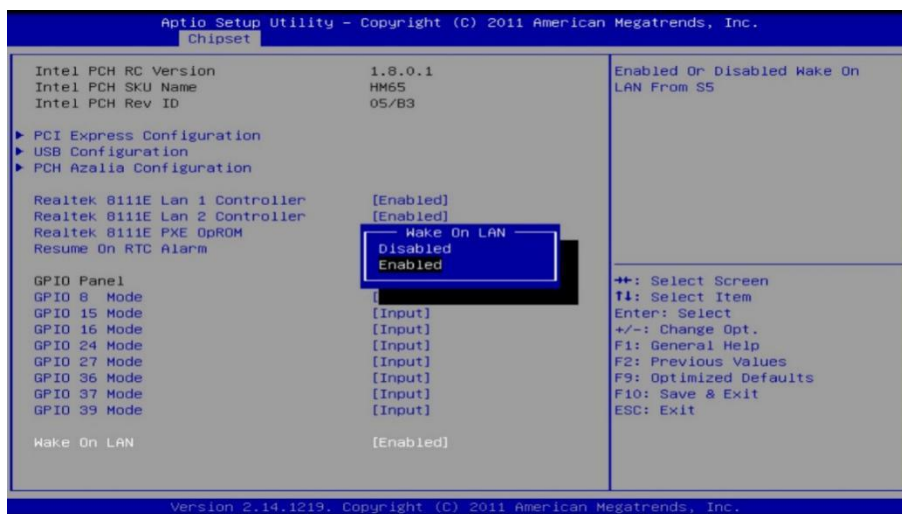 Aptio Setup Utility – Copyright (C) 2011 American Megatrends, Inc.
Chipset
Intel PCH RC Version 1.8.0.1
Intel PCH SKU Name HM65
Intel PCH Rev ID 05/B3
PCI Express Configuration
USB Configuration
PCH Azalia Configuration
Realtek 8111E Lan 1 Controller [Enabled]
Realtek 8111E Lan 2 Controller [Enabled]
Realtek 8111E PXE OpROM
Resume On RTC Alarm
Wake On LAN
Disabled
Enabled
GPIO Panel
GPIO 8 Mode [
GPIO 15 Mode [Input]
GPIO 16 Mode [Input]
GPIO 24 Mode [Input]
GPIO 27 Mode [Input]
GPIO 36 Mode [Input]
GPIO 37 Mode [Input]
GPIO 39 Mode [Input]
Wake On LAN [Enabled]
Enabled Or Disabled Wake On
LAN From S5
→←: Select Screen
↑↓: Select Item
Enter: Select
+/-: Change Opt.
F1: General Help
F2: Previous Values
F9: Optimized Defaults
F10: Save & Exit
ESC: Exit
Version 2.14.1219. Copyright (C) 2011 American Megatrends, Inc.